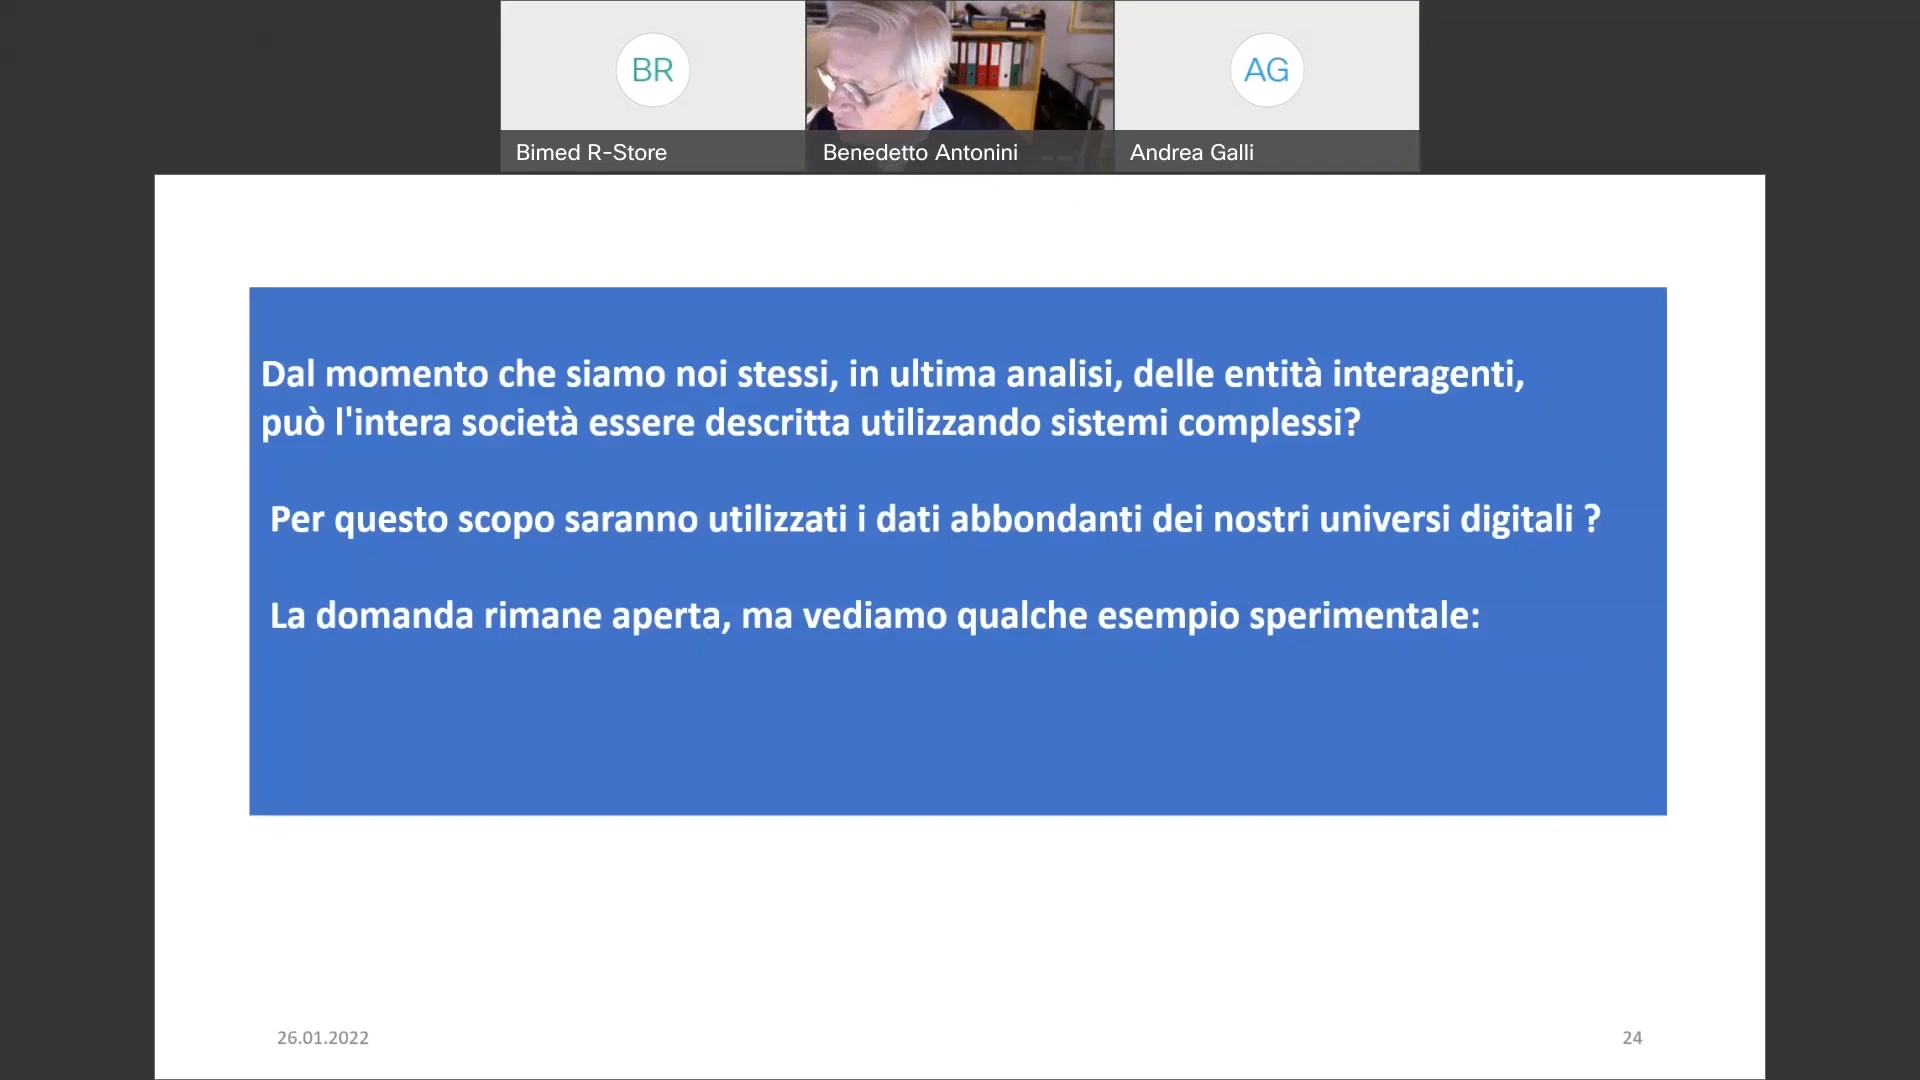 BR
AG
Bimed R-Store
Benedetto Antonini
Andrea Galli
Dal momento che siamo noi stessi, in ultima analisi, delle entità interagenti,
può l'intera società essere descritta utilizzando sistemi complessi?
Per questo scopo saranno utilizzati i dati abbondanti dei nostri universi digitali ?
La domanda rimane aperta, ma vediamo qualche esempio sperimentale:
26.01.2022
24